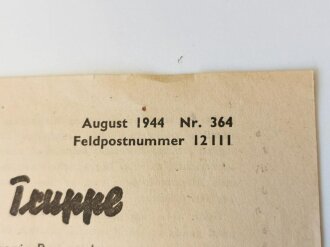 August 1944 Nr. 364
Feldpostnummer 12111
Truppe